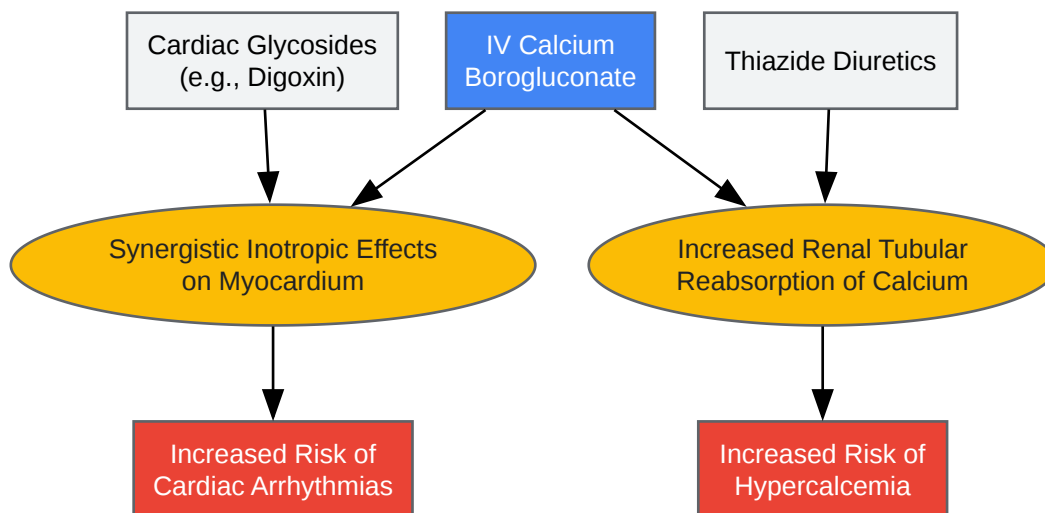 Cardiac Glycosides
(e.g., Digoxin)
IV Calcium
Borogluconate
Thiazide Diuretics
Synergistic Inotropic Effects
on Myocardium
Increased Renal Tubular
Reabsorption of Calcium
Increased Risk of
Cardiac Arrhythmias
Increased Risk of
Hypercalcemia